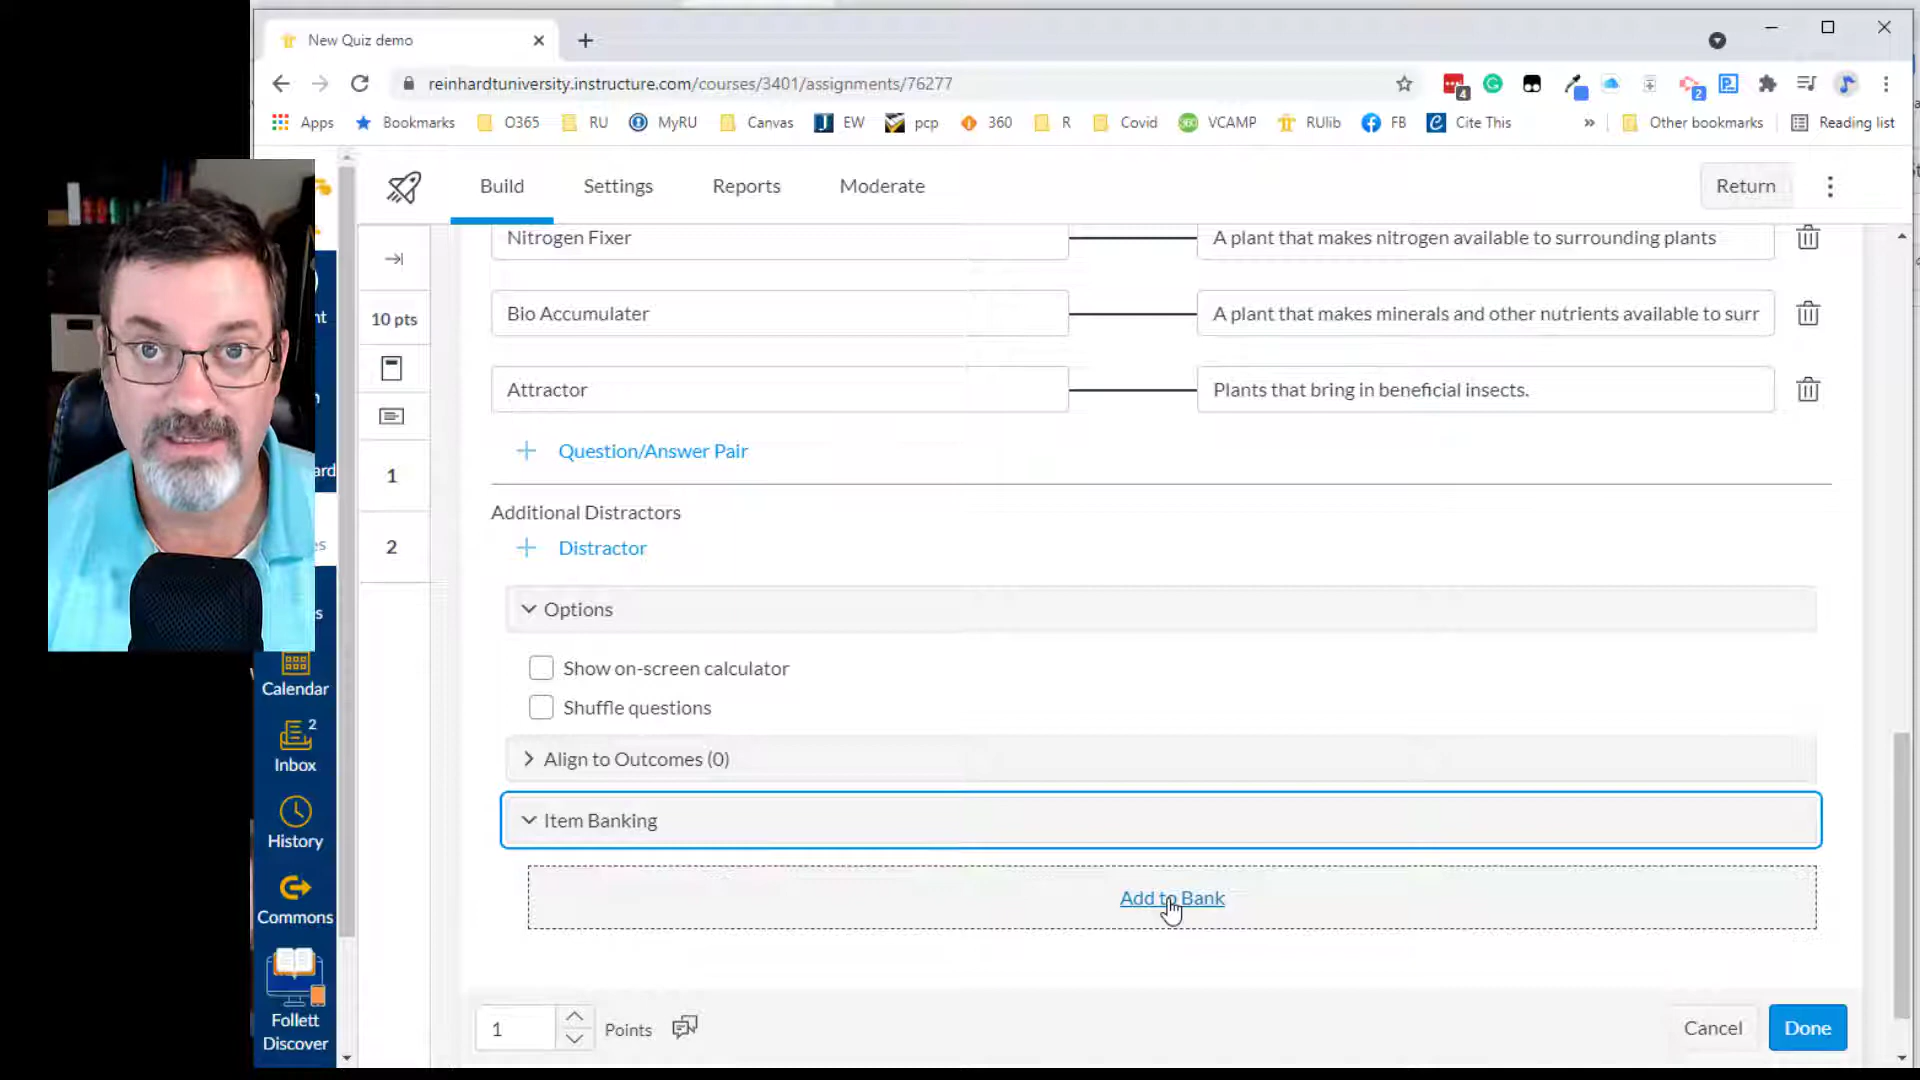 New Quiz demo
reinhardtuniversity.instructure.com/courses/3401/assignments/76277
4
2
Apps
Bookmarks
O365
RU
MyRU
Canvas
EW
pcp
360
R
Covid
VCAMP
RUlib
FB
Cite This
»
Other bookmarks
Reading list
Build
Settings
Reports
Moderate
Return
Nitrogen Fixer
A plant that makes nitrogen available to surrounding plants
10 pts
Bio Accumulater
A plant that makes minerals and other nutrients available to surr
Attractor
Plants that bring in beneficial insects.
Question/Answer Pair
1
Additional Distractors
2
Distractor
Options
Show on-screen calculator
Shuffle questions
Align to Outcomes (0)
Item Banking
Add to Bank
1
Points
Cancel
Done
Calendar
2
Inbox
History
Commons
Follett
Discover